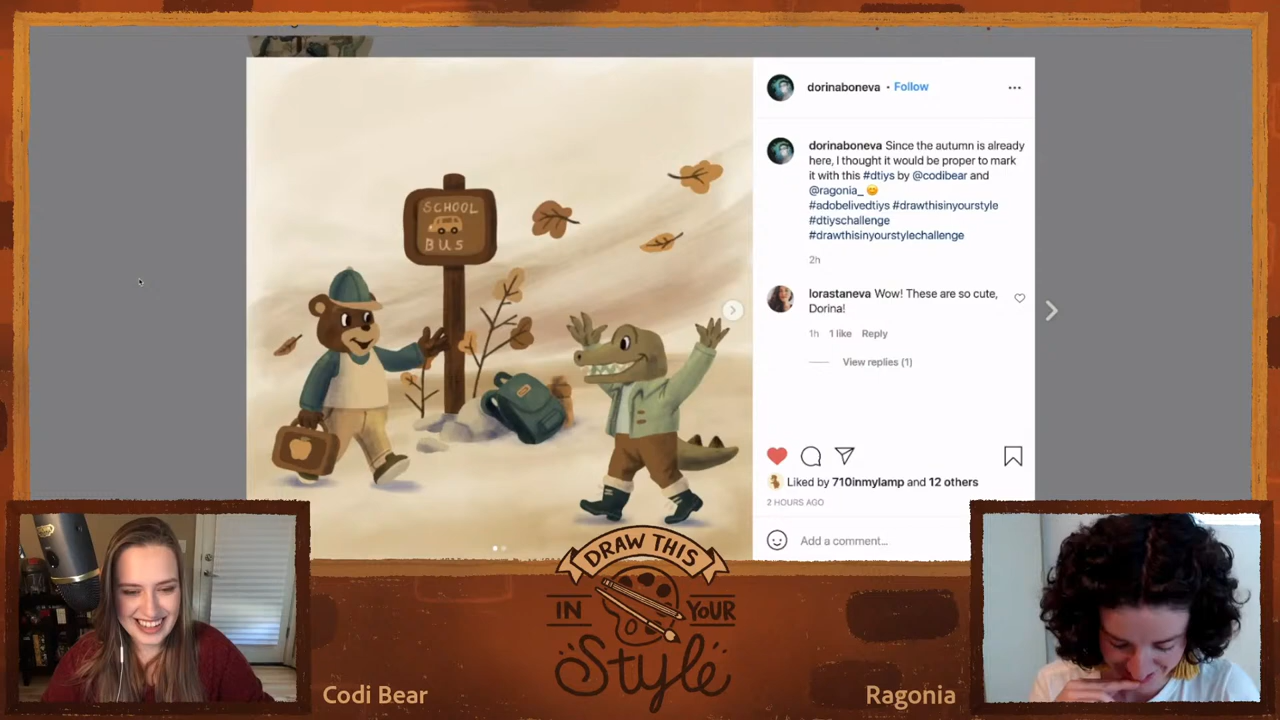 dorinaboneva • Follow
dorinaboneva Since the autumn is already
here, I thought it would be proper to mark
it with this #dtiys by @codibear and
@ragonia_
#adobelivedtiys #drawthisinyourstyle
#dtiyschallenge
#drawthisinyourstylechallenge
2h
lorastaneva Wow! These are so cute,
Dorina!
1h 1 like Reply
View replies (1)
Liked by 710inmylamp and 12 others
2 HOURS AGO
Add a comment...
SCHOOL
BUS
DRAW THIS
IN YOUR
Style
Codi Bear
Ragonia